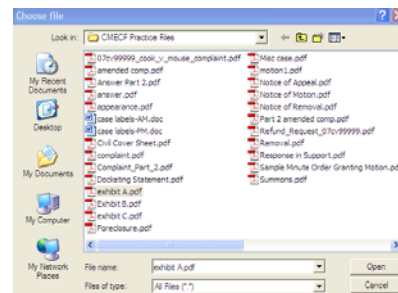 Choose file
Look in: CMECF Practice Files
My Recent Documents
Desktop
My Documents
My Computer
My Network Places
07cv99999_cook_v_mouse_complaint.pdf
amended comp.pdf
Answer Part 2.pdf
answer.pdf
appearance.pdf
case labels-AM.doc
case labels-PM.doc
Civil Cover Sheet.pdf
complaint.pdf
Complaint_Part_2.pdf
Docketing Statement.pdf
exhibit A.pdf
Exhibit B.pdf
exhibit C.pdf
Foreclosure.pdf
Misc case.pdf
motion1.pdf
Notice of Appeal.pdf
Notice of Motion.pdf
Notice of Removal.pdf
Part 2 amended comp.pdf
Refund_Request_07cv99999.pdf
Removal.pdf
Response in Support.pdf
Sample Minute Order Granting Motion.pd
Summons.pdf
File name: exhibit A.pdf Open
Files of type: All Files (*.*) Cancel